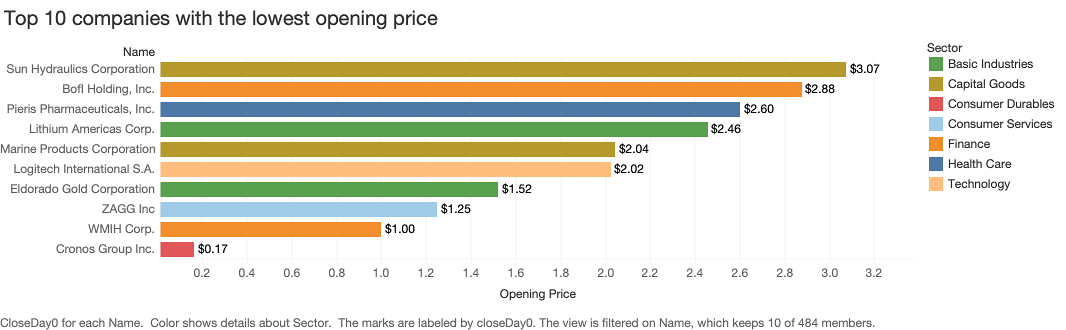 Top 10 companies with the lowest opening price
Name
Sun Hydraulics Corporation $3.07
BofI Holding, Inc. $2.88
Pieris Pharmaceuticals, Inc. $2.60
Lithium Americas Corp. $2.46
Marine Products Corporation $2.04
Logitech International S.A. $2.02
Eldorado Gold Corporation $1.52
ZAGG Inc $1.25
WMIH Corp. $1.00
Cronos Group Inc. $0.17
0.2 0.4 0.6 0.8 1.0 1.2 1.4 1.6 1.8 2.0 2.2 2.4 2.6 2.8 3.0 3.2
Opening Price
Sector
Basic Industries
Capital Goods
Consumer Durables
Consumer Services
Finance
Health Care
Technology
CloseDay0 for each Name. Color shows details about Sector. The marks are labeled by closeDay0. The view is filtered on Name, which keeps 10 of 484 members.